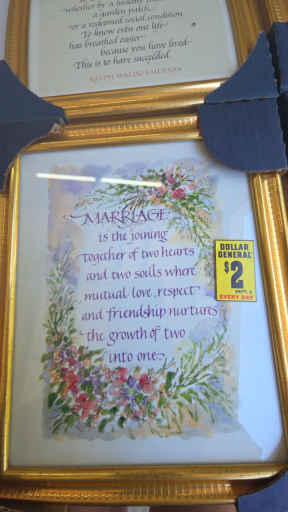 whether by a healthy
a garden patch,
or a redeemed social condition
To know even one life
has breathed easier
because you have lived
This is to have succeeded.
RALPH WALDO EMERSON
MARRIAGE
is the joining
together of two hearts
and two souls where
mutual love, respect
and friendship nurtures
the growth of two
into one
DOLLAR
GENERAL
$2
EVERY DAY